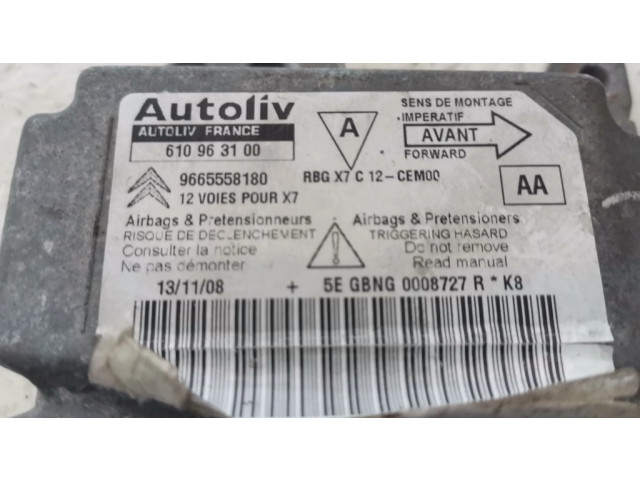 Autoliv
AUTOLIV FRANCE
610 96 31 00
A
SENS DE MONTAGE
IMPERATIF
AVANT
FORWARD
9665558180
RBG X7 C 12-CEM00
12 VOIES POUR X7
AA
Airbags & Pretensionneurs
RISQUE DE DECLENCHEMENT
Consulter la notice
Ne pas démonter
!
Airbags & Pretensioners
TRIGGERING HASARD
Do not remove
Read manual
13/11/08 + 5E GBNG 0008727 R * K8